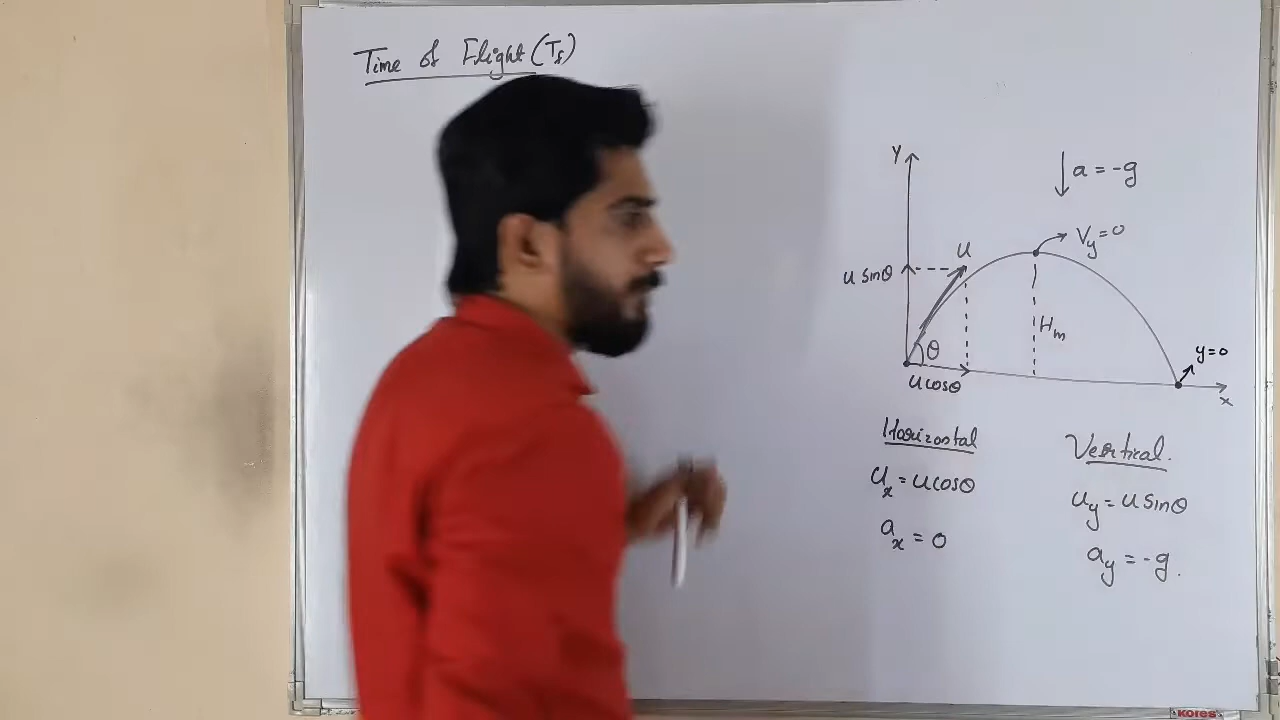 Time of Flight (Tf)
Y
↓ a = -g
Vy = 0
u
u sinθ
Hm
θ
y=0
u cosθ
x
Horizontal
Vertical.
ux = u cosθ
uy = u sinθ
ax = 0
ay = -g.
KORES